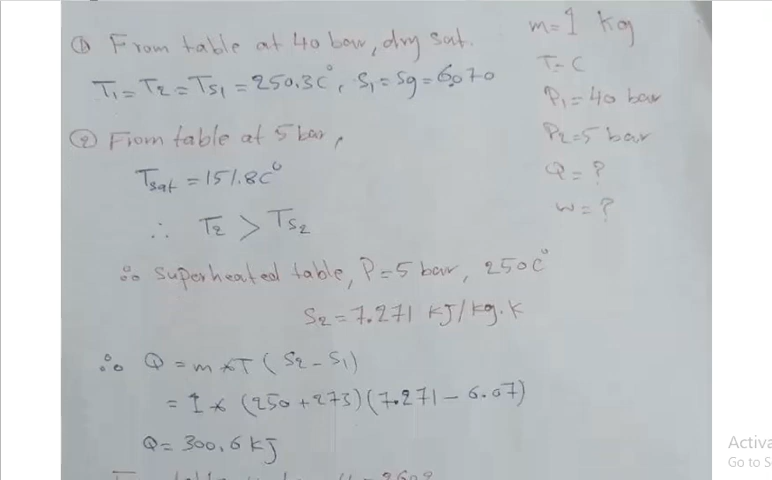 ① From table at 40 bar, dry sat.
T₁ = T₂ = Ts₁ = 250.3C°, S₁ = Sg = 6.070
② From table at 5 bar,
Tsat = 151.8C°
∴ T₂ > Ts₂
∴ Superheated table, P=5 bar, 250C°
S₂ = 7.271 KJ/kg.K
∴ Q = m * T (S₂ - S₁)
= 1 * (250 + 273)(7.271 - 6.07)
Q = 300,6 KJ
m = 1 kg
T = C
P₁ = 40 bar
P₂ = 5 bar
Q = ?
W = ?
Activa
Go to S